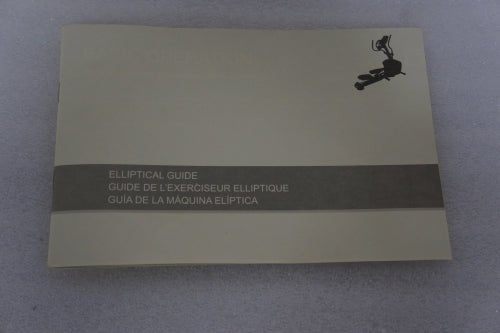 ELLIPTICAL GUIDE
GUIDE DE L'EXERCISEUR ELLIPTIQUE
GUÍA DE LA MÁQUINA ELÍPTICA